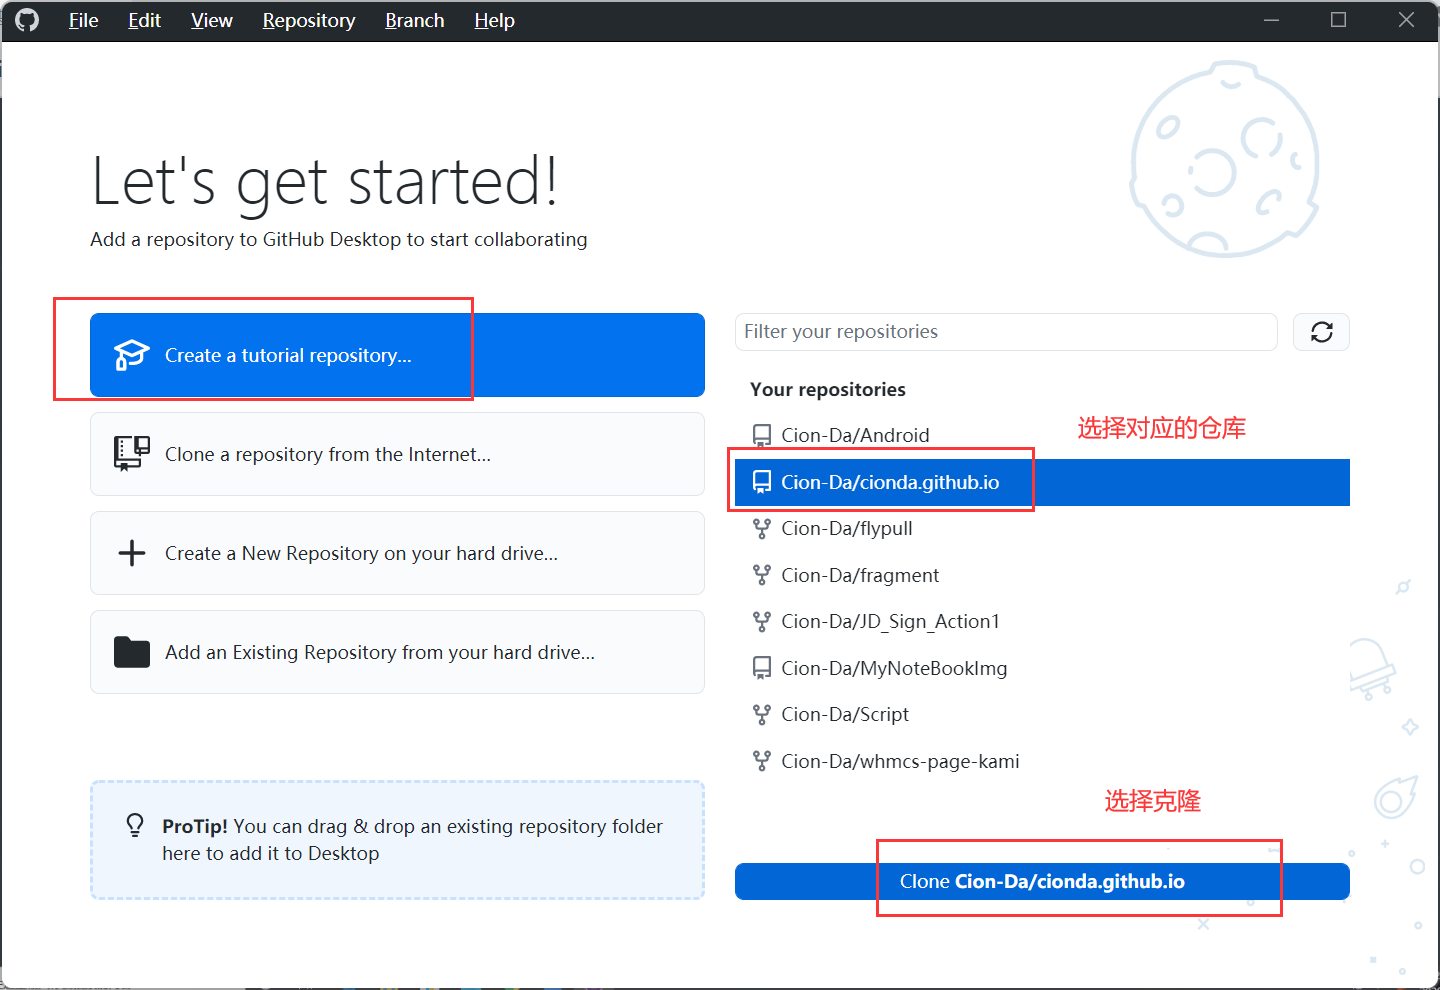 File Edit View Repository Branch Help
Let's get started!
Add a repository to GitHub Desktop to start collaborating
Create a tutorial repository...
Clone a repository from the Internet...
Create a New Repository on your hard drive...
Add an Existing Repository from your hard drive...
ProTip! You can drag & drop an existing repository folder
here to add it to Desktop
Filter your repositories
Your repositories
选择对应的仓库
Cion-Da/Android
Cion-Da/cionda.github.io
Cion-Da/flypull
Cion-Da/fragment
Cion-Da/JD_Sign_Action1
Cion-Da/MyNoteBookImg
Cion-Da/Script
Cion-Da/whmcs-page-kami
选择克隆
Clone Cion-Da/cionda.github.io